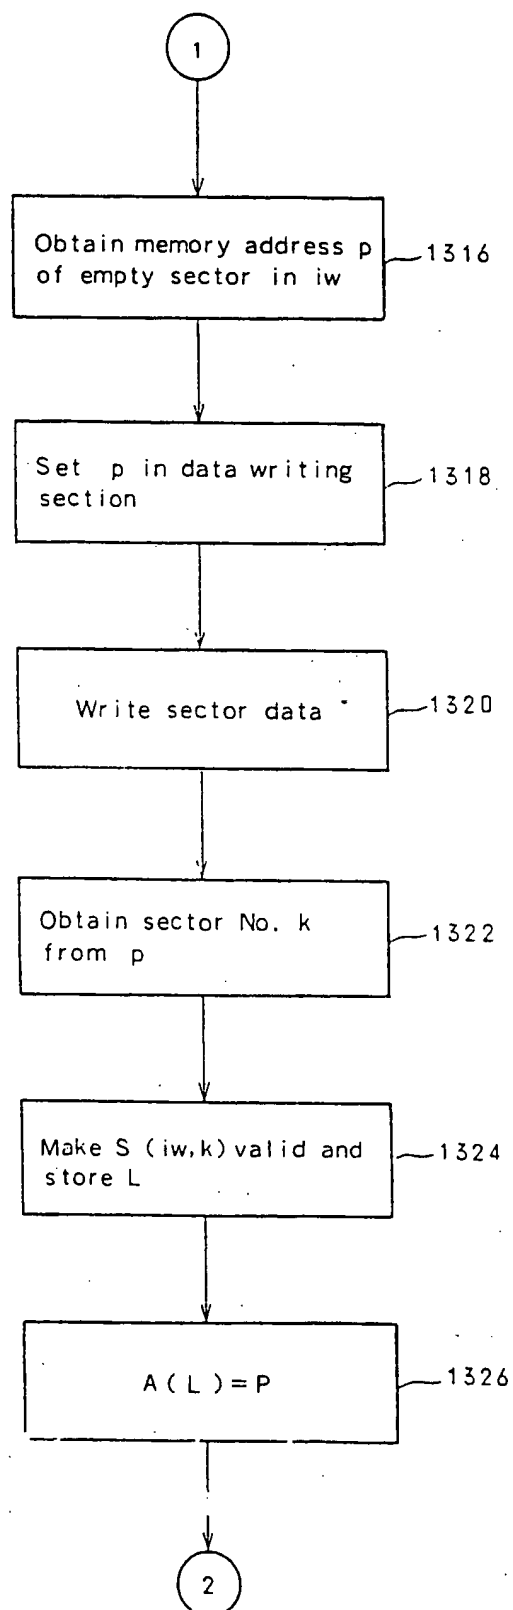 1
Obtain memory address p
of empty sector in iw
1316
Set p in data writing
section
1318
Write sector data
1320
Obtain sector No. k
from p
1322
Make S (iw,k) valid and
store L
1324
A(L)=P
1326
2